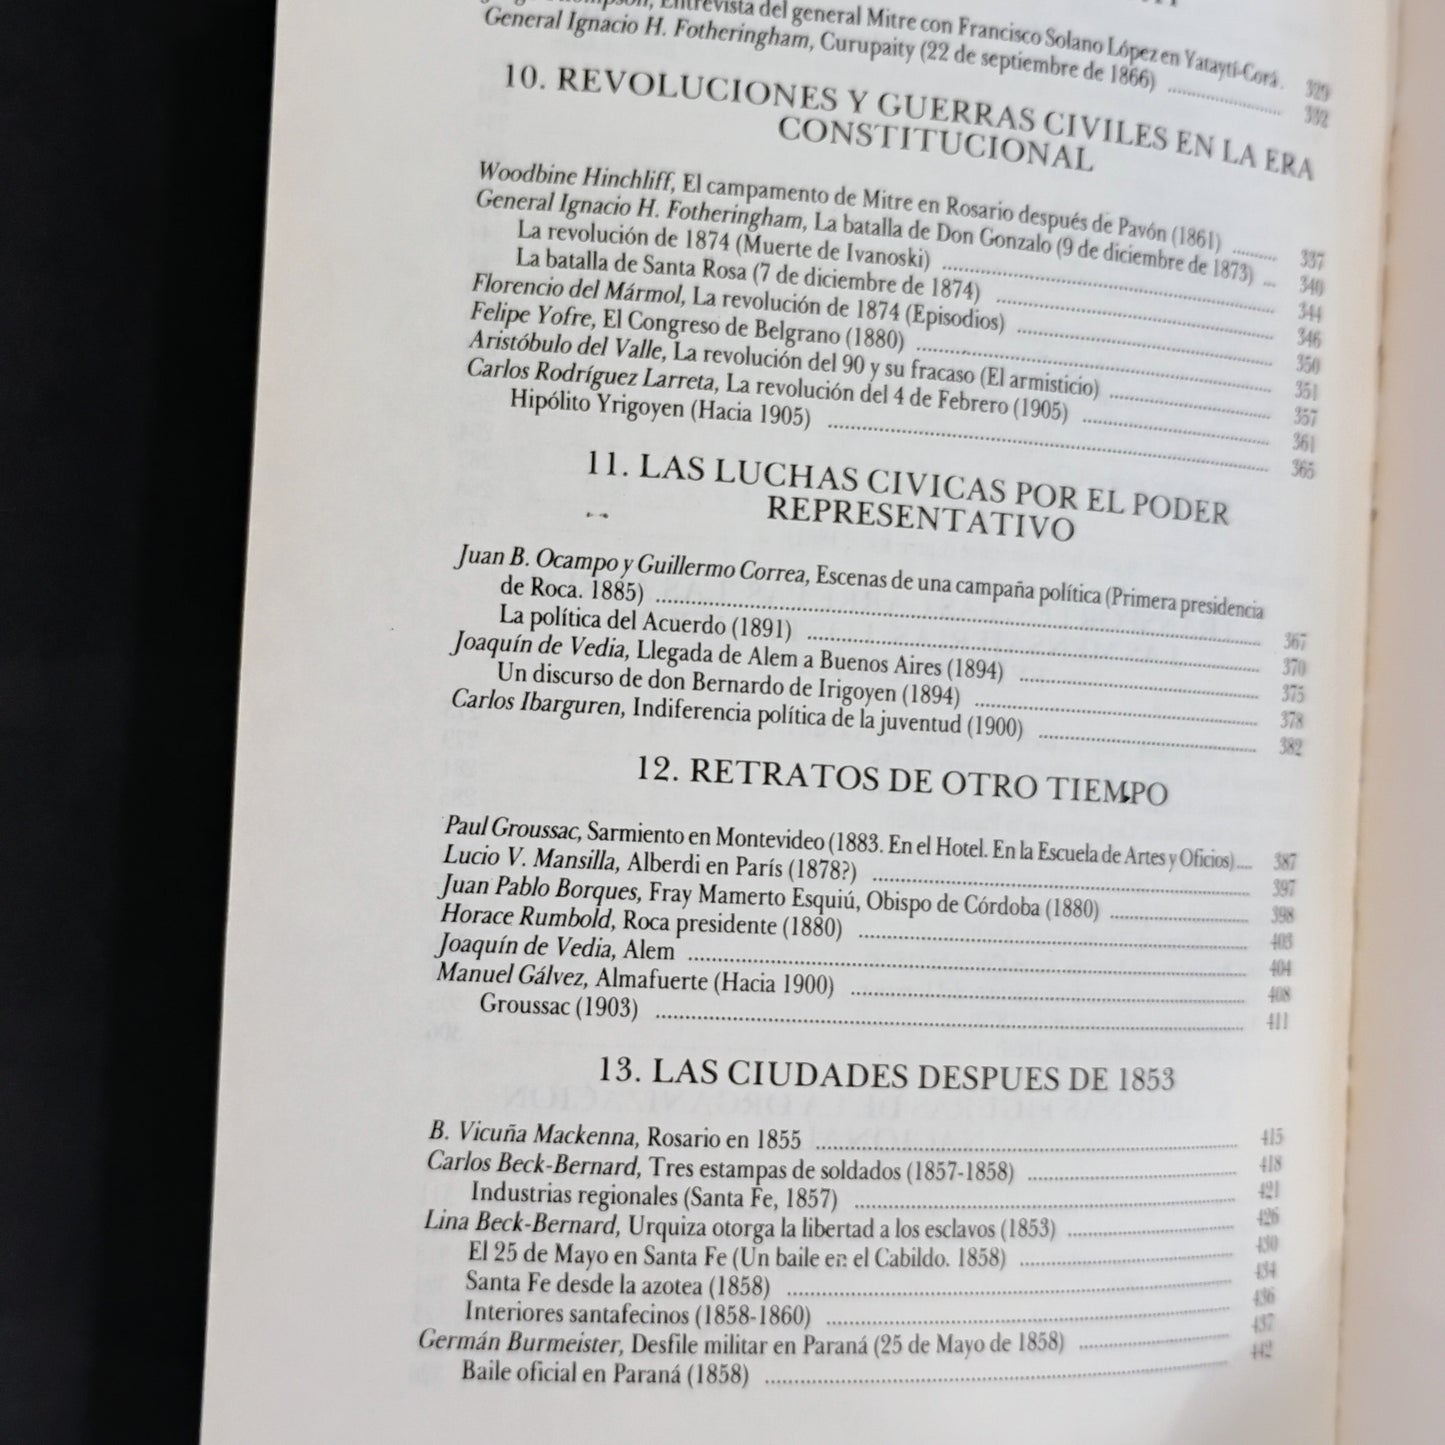 Thompson, Entrevista del general Mitre con Francisco Solano López en Yataytí-Corá . 329
General Ignacio H. Fotheringham, Curupaity (22 de septiembre de 1866) ........ 332
10. REVOLUCIONES Y GUERRAS CIVILES EN LA ERA
CONSTITUCIONAL
Woodbine Hinchliff, El campamento de Mitre en Rosario después de Pavón (1861) ........ 337
General Ignacio H. Fotheringham, La batalla de Don Gonzalo (9 de diciembre de 1873) ... 340
La revolución de 1874 (Muerte de Ivanoski) ........ 344
La batalla de Santa Rosa (7 de diciembre de 1874) ........ 346
Florencio del Mármol, La revolución de 1874 (Episodios) ........ 350
Felipe Yofre, El Congreso de Belgrano (1880) ........ 351
Aristóbulo del Valle, La revolución del 90 y su fracaso (El armisticio) ........ 357
Carlos Rodríguez Larreta, La revolución del 4 de Febrero (1905) ........ 361
Hipólito Yrigoyen (Hacia 1905) ........ 365
11. LAS LUCHAS CIVICAS POR EL PODER
REPRESENTATIVO
Juan B. Ocampo y Guillermo Correa, Escenas de una campaña política (Primera presidencia
de Roca. 1885) ........ 367
La política del Acuerdo (1891) ........ 370
Joaquín de Vedia, Llegada de Alem a Buenos Aires (1894) ........ 375
Un discurso de don Bernardo de Irigoyen (1894) ........ 378
Carlos Ibarguren, Indiferencia política de la juventud (1900) ........ 382
12. RETRATOS DE OTRO TIEMPO
Paul Groussac, Sarmiento en Montevideo (1883. En el Hotel. En la Escuela de Artes y Oficios).... 387
Lucio V. Mansilla, Alberdi en París (1878?) ........ 397
Juan Pablo Borques, Fray Mamerto Esquiú, Obispo de Córdoba (1880) ........ 398
Horace Rumbold, Roca presidente (1880) ........ 403
Joaquín de Vedia, Alem ........ 404
Manuel Gálvez, Almafuerte (Hacia 1900) ........ 408
Groussac (1903) ........ 411
13. LAS CIUDADES DESPUES DE 1853
B. Vicuña Mackenna, Rosario en 1855 ........ 415
Carlos Beck-Bernard, Tres estampas de soldados (1857-1858) ........ 418
Industrias regionales (Santa Fe, 1857) ........ 421
Lina Beck-Bernard, Urquiza otorga la libertad a los esclavos (1853) ........ 426
El 25 de Mayo en Santa Fe (Un baile en el Cabildo. 1858) ........ 430
Santa Fe desde la azotea (1858) ........ 434
Interiores santafecinos (1858-1860) ........ 436
Germán Burmeister, Desfile militar en Paraná (25 de Mayo de 1858) ........ 437
Baile oficial en Paraná (1858) ........ 442